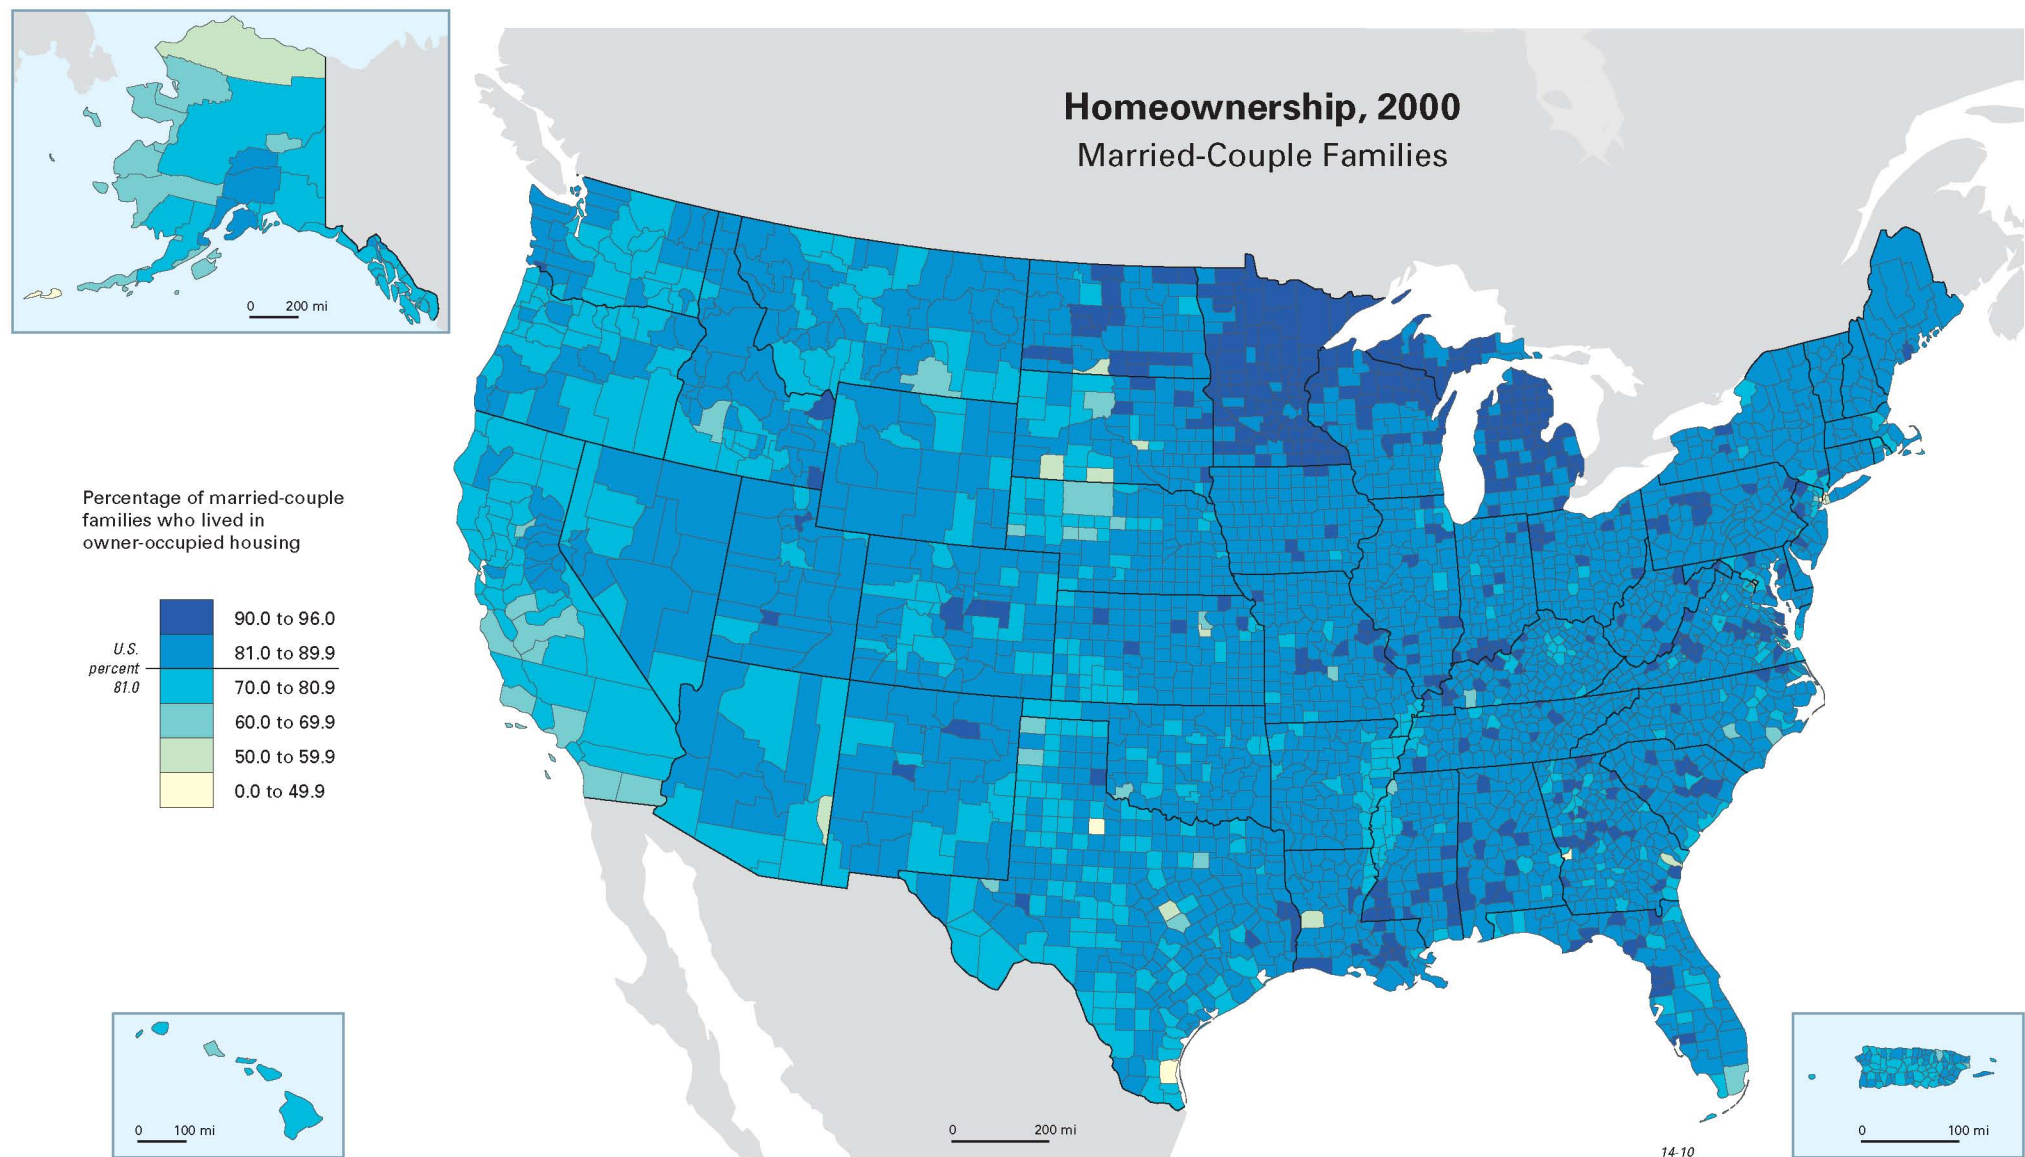 Homeownership, 2000
Married-Couple Families
0 200 mi
Percentage of married-couple
families who lived in
owner-occupied housing
U.S.
percent
81.0
90.0 to 96.0
81.0 to 89.9
70.0 to 80.9
60.0 to 69.9
50.0 to 59.9
0.0 to 49.9
0 100 mi
0 200 mi
0 100 mi
14-10